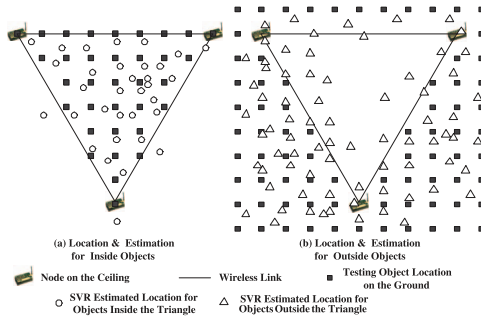 (a) Location & Estimation
for Inside Objects
(b) Location & Estimation
for Outside Objects
Node on the Ceiling
Wireless Link
Testing Object Location
on the Ground
SVR Estimated Location for
Objects Inside the Triangle
SVR Estimated Location for
Objects Outside the Triangle